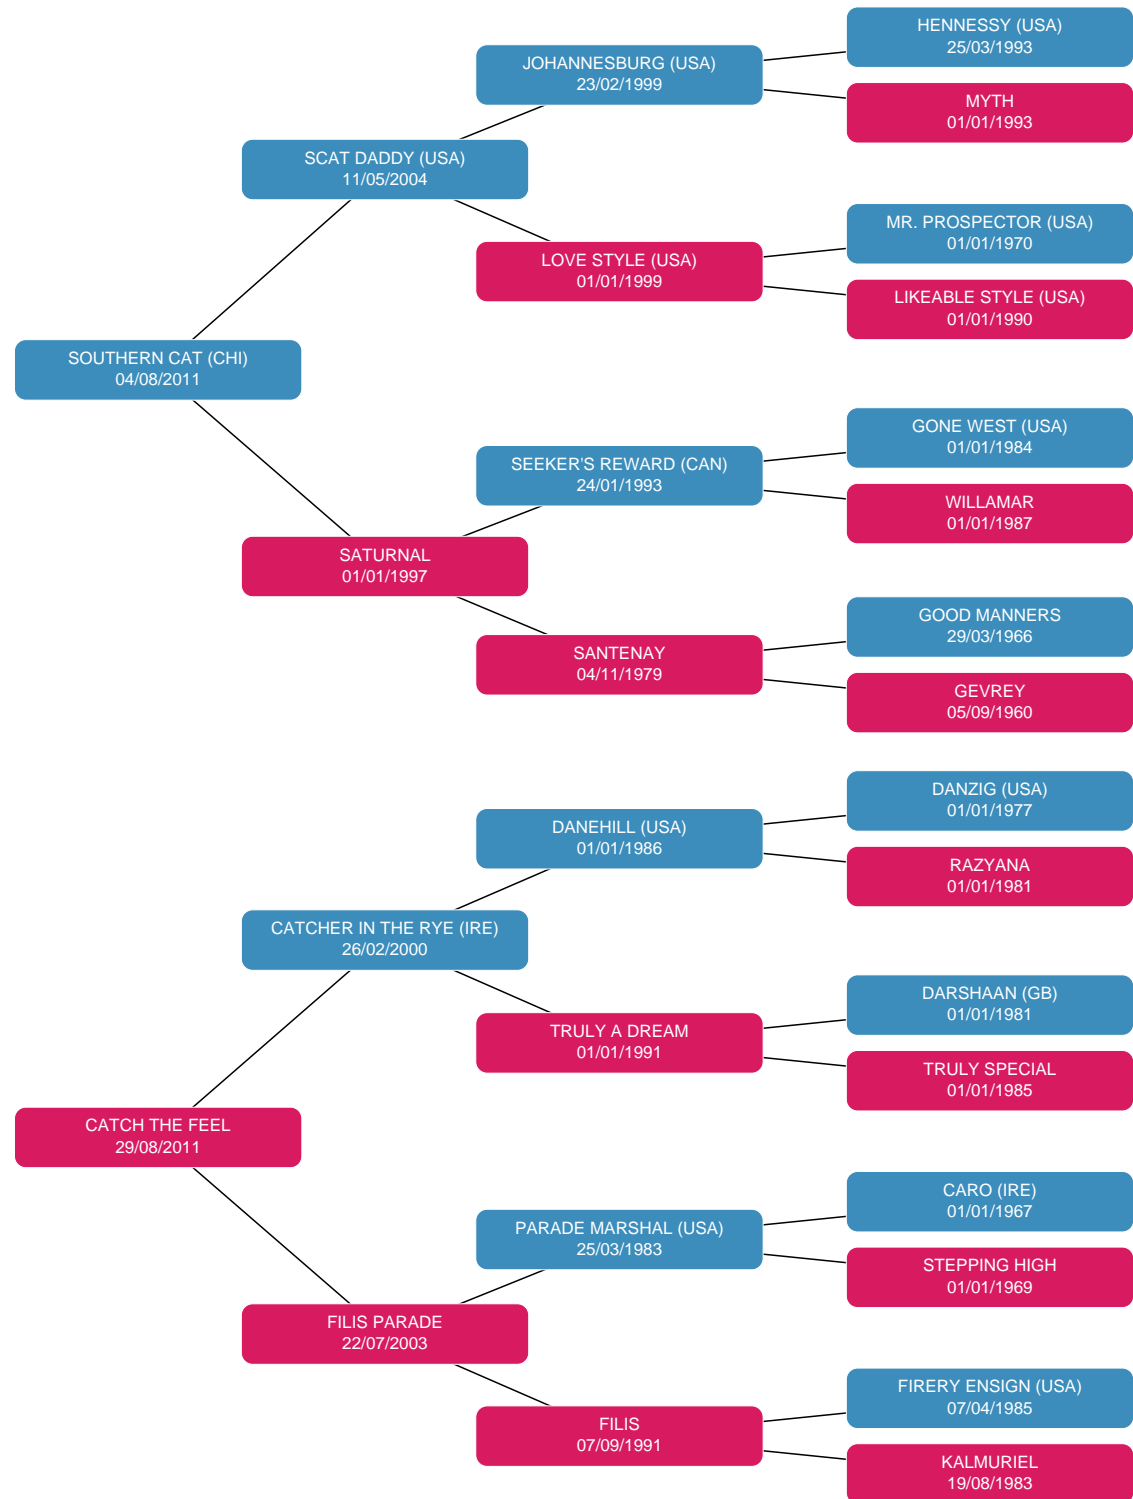 HENNESSY (USA)
25/03/1993
JOHANNESBURG (USA)
23/02/1999
MYTH
01/01/1993
SCAT DADDY (USA)
11/05/2004
MR. PROSPECTOR (USA)
01/01/1970
LOVE STYLE (USA)
01/01/1999
LIKEABLE STYLE (USA)
01/01/1990
SOUTHERN CAT (CHI)
04/08/2011
GONE WEST (USA)
01/01/1984
SEEKER'S REWARD (CAN)
24/01/1993
WILLAMAR
01/01/1987
SATURNAL
01/01/1997
GOOD MANNERS
29/03/1966
SANTENAY
04/11/1979
GEVREY
05/09/1960
DANZIG (USA)
01/01/1977
DANEHILL (USA)
01/01/1986
RAZYANA
01/01/1981
CATCHER IN THE RYE (IRE)
26/02/2000
DARSHAAN (GB)
01/01/1981
TRULY A DREAM
01/01/1991
TRULY SPECIAL
01/01/1985
CATCH THE FEEL
29/08/2011
CARO (IRE)
01/01/1967
PARADE MARSHAL (USA)
25/03/1983
STEPPING HIGH
01/01/1969
FILIS PARADE
22/07/2003
FIRERY ENSIGN (USA)
07/04/1985
FILIS
07/09/1991
KALMURIEL
19/08/1983